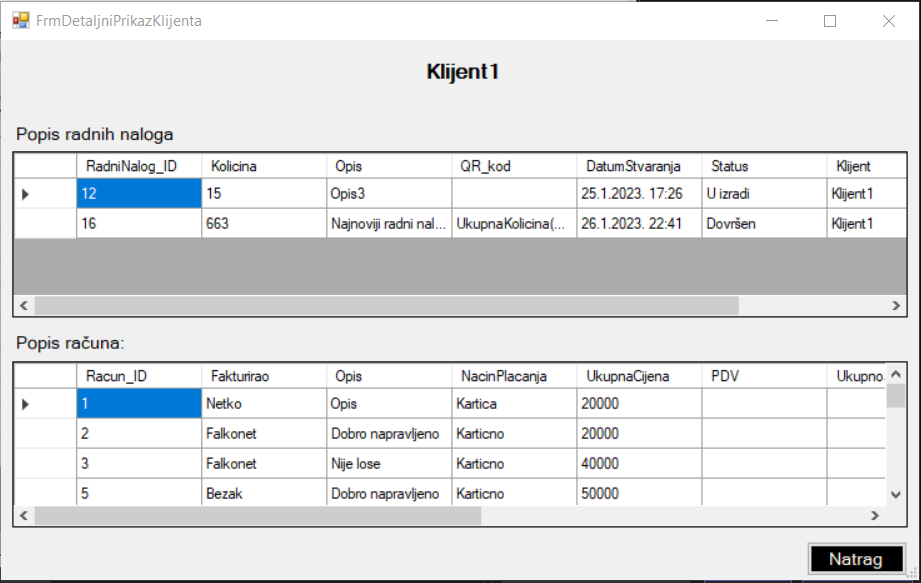 FrmDetaljniPrikazKlijenta
Klijent1
Popis radnih naloga
RadniNalog_ID Kolicina Opis QR_kod DatumStvaranja Status Klijent
12 15 Opis3 25.1.2023. 17:26 U izradi Klijent1
16 663 Najnoviji radni nal... UkupnaKolicina(... 26.1.2023. 22:41 Dovršen Klijent1
Popis računa:
Racun_ID Fakturirao Opis NacinPlacanja UkupnaCijena PDV Ukupno
1 Netko Opis Kartica 20000
2 Falkonet Dobro napravljeno Karticno 20000
3 Falkonet Nije lose Karticno 40000
5 Bezak Dobro napravljeno Karticno 50000
Natrag